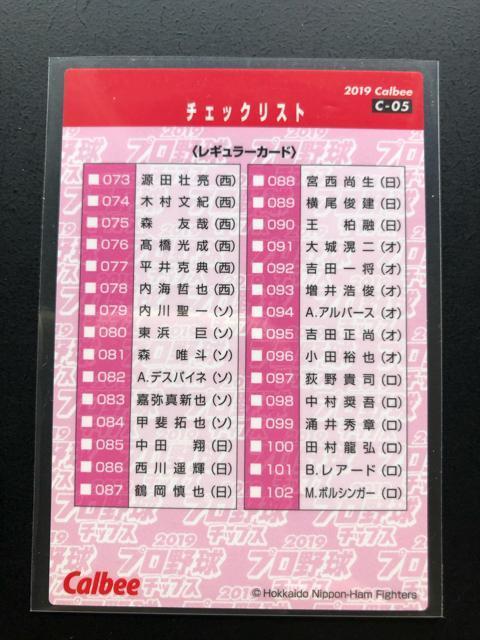 2019 Calbee
チェックリスト
C-05
〈レギュラーカード〉
073 源田壮亮(西)
074 木村文紀(西)
075 森 友哉(西)
076 髙橋光成(西)
077 平井克典(西)
078 内海哲也(西)
079 内川聖一(ソ)
080 東浜 巨(ソ)
081 森 唯斗(ソ)
082 A.デスパイネ(ソ)
083 嘉弥真新也(ソ)
084 甲斐拓也(ソ)
085 中田 翔(日)
086 西川遥輝(日)
087 鶴岡慎也(日)
088 宮西尚生(日)
089 横尾俊建(日)
090 王 柏融(日)
091 大城滉二(オ)
092 吉田一将(オ)
093 増井浩俊(オ)
094 A.アルバース(オ)
095 吉田正尚(オ)
096 小田裕也(オ)
097 荻野貴司(ロ)
098 中村奨吾(ロ)
099 涌井秀章(ロ)
100 田村龍弘(ロ)
101 B.レアード(ロ)
102 M.ボルシンガー(ロ)
2019
プロ野球
チップス
Calbee
© Hokkaido Nippon-Ham Fighters